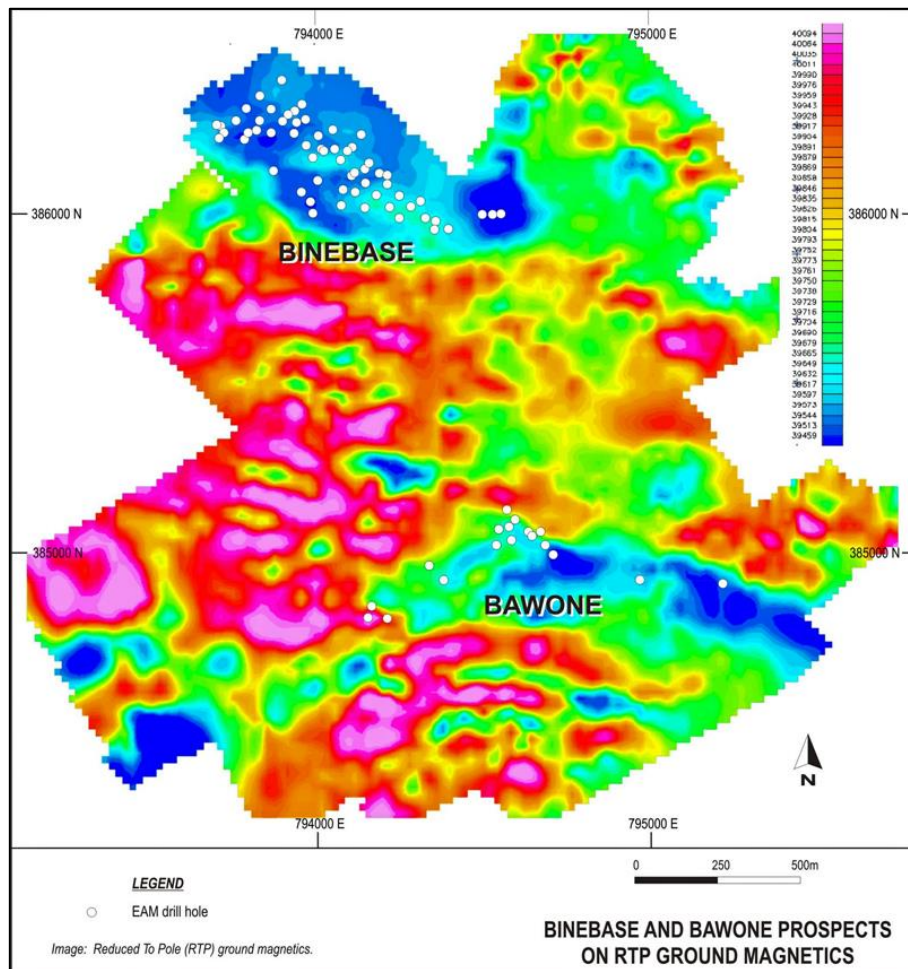 794000 E
795000 E
40094
40064
40035
40011
39990
39976
39959
39943
39928
39917
39904
39891
39879
39869
39858
39846
39835
39826
39815
39804
39793
39773
39761
39750
39738
39729
39716
39704
39690
39679
39665
39649
39632
39617
39597
39573
39544
39513
39459
386000 N
386000 N
BINEBASE
385000 N
385000 N
BAWONE
N
794000 E
795000 E
0 250 500m
LEGEND
EAM drill hole
Image: Reduced To Pole (RTP) ground magnetics.
BINEBASE AND BAWONE PROSPECTS
ON RTP GROUND MAGNETICS